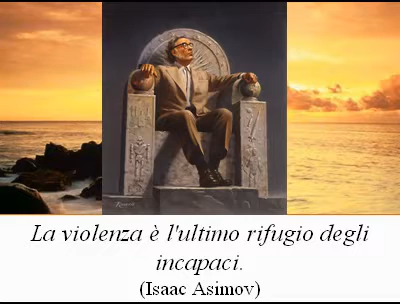 La violenza è l'ultimo rifugio degli
incapaci.
(Isaac Asimov)